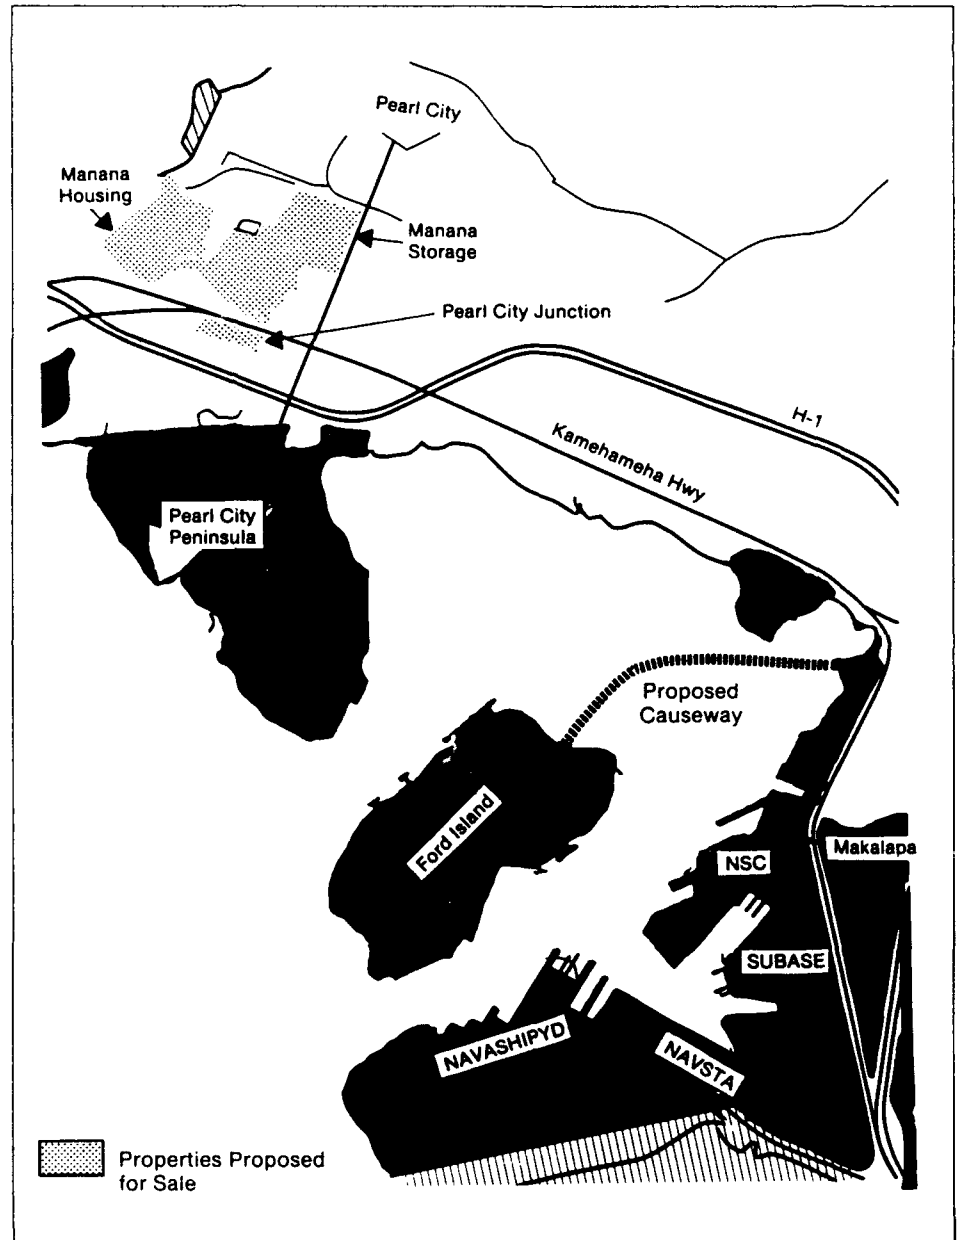 Pearl City
Manana
Housing
Manana
Storage
Pearl City Junction
H-1
Kamehameha Hwy
Pearl City
Peninsula
Proposed
Causeway
Ford Island
Makalapa
NSC
SUBASE
NAVASHIPYD
NAVSTA
Properties Proposed
for Sale